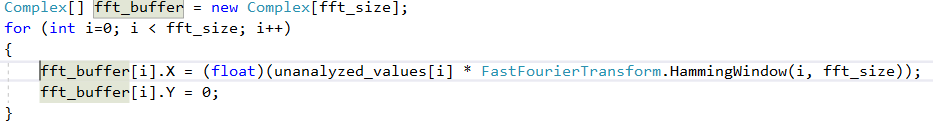 Complex[] fft_buffer = new Complex[fft_size];
for (int i=0; i < fft_size; i++)
{
fft_buffer[i].X = (float)(unanalyzed_values[i] * FastFourierTransform.HammingWindow(i, fft_size));
fft_buffer[i].Y = 0;
}